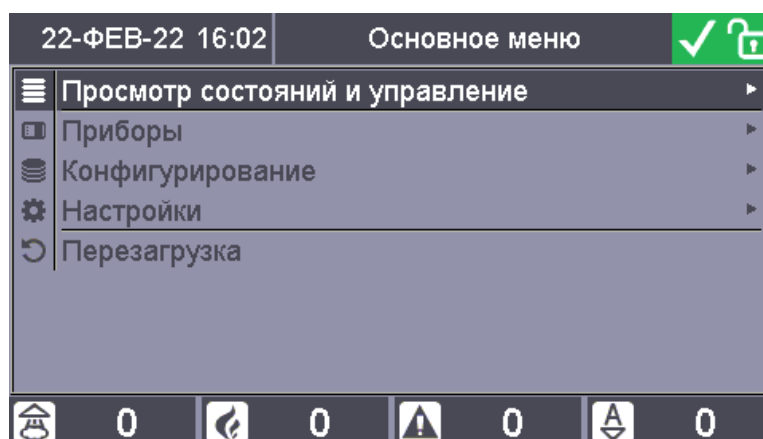 22-ФЕВ-22 16:02 Основное меню
Просмотр состояний и управление
Приборы
Конфигурирование
Настройки
Перезагрузка
0 0 0 A 0